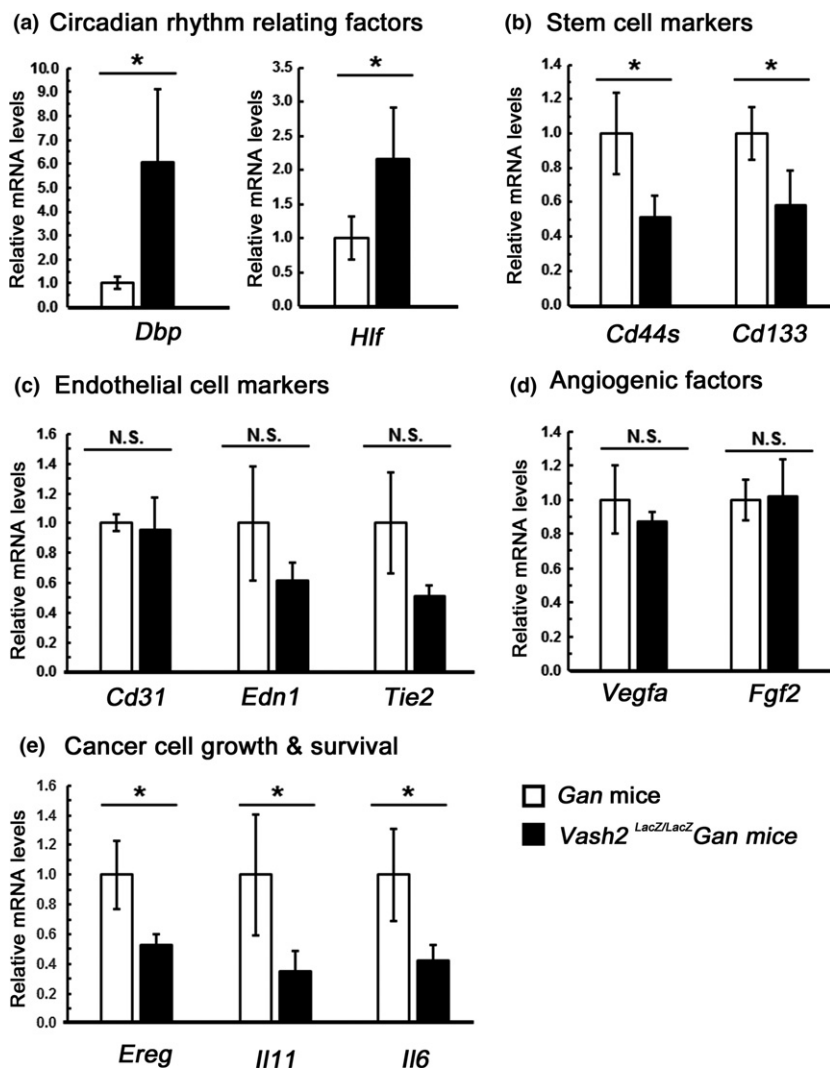 (a) Circadian rhythm relating factors
*
Relative mRNA levels
10.0
9.0
8.0
7.0
6.0
5.0
4.0
3.0
2.0
1.0
0.0
Dbp
*
Relative mRNA levels
3.5
3.0
2.5
2.0
1.5
1.0
0.5
0.0
Hlf
(b) Stem cell markers
* *
Relative mRNA levels
1.4
1.2
1.0
0.8
0.6
0.4
0.2
0.0
Cd44s Cd133
(c) Endothelial cell markers
N.S. N.S. N.S.
Relative mRNA levels
1.6
1.4
1.2
1.0
0.8
0.6
0.4
0.2
0.0
Cd31 Edn1 Tie2
(d) Angiogenic factors
N.S. N.S.
Relative mRNA levels
1.6
1.4
1.2
1.0
0.8
0.6
0.4
0.2
0.0
Vegfa Fgf2
(e) Cancer cell growth & survival
* * *
Relative mRNA levels
1.6
1.4
1.2
1.0
0.8
0.6
0.4
0.2
0.0
Ereg Il11 Il6
Gan mice
Vash2 LacZ/LacZ Gan mice